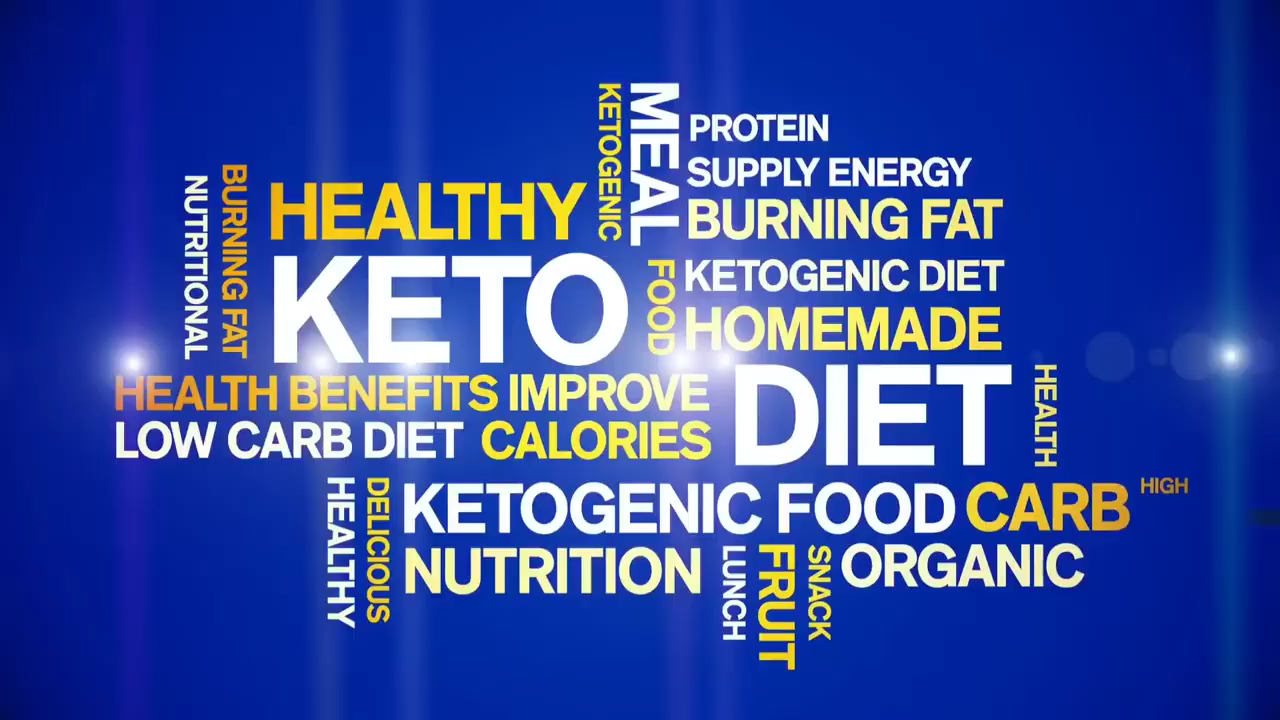 KETOGENIC
MEAL
PROTEIN
SUPPLY ENERGY
BURNING FAT
NUTRITIONAL
BURNING FAT
HEALTHY
KETO
FOOD
KETOGENIC DIET
HOMEMADE
HEALTH BENEFITS IMPROVE
DIET
HEALTH
LOW CARB DIET
CALORIES
HEALTHY
DELICIOUS
KETOGENIC FOOD
CARB
HIGH
NUTRITION
LUNCH
FRUIT
SNACK
ORGANIC